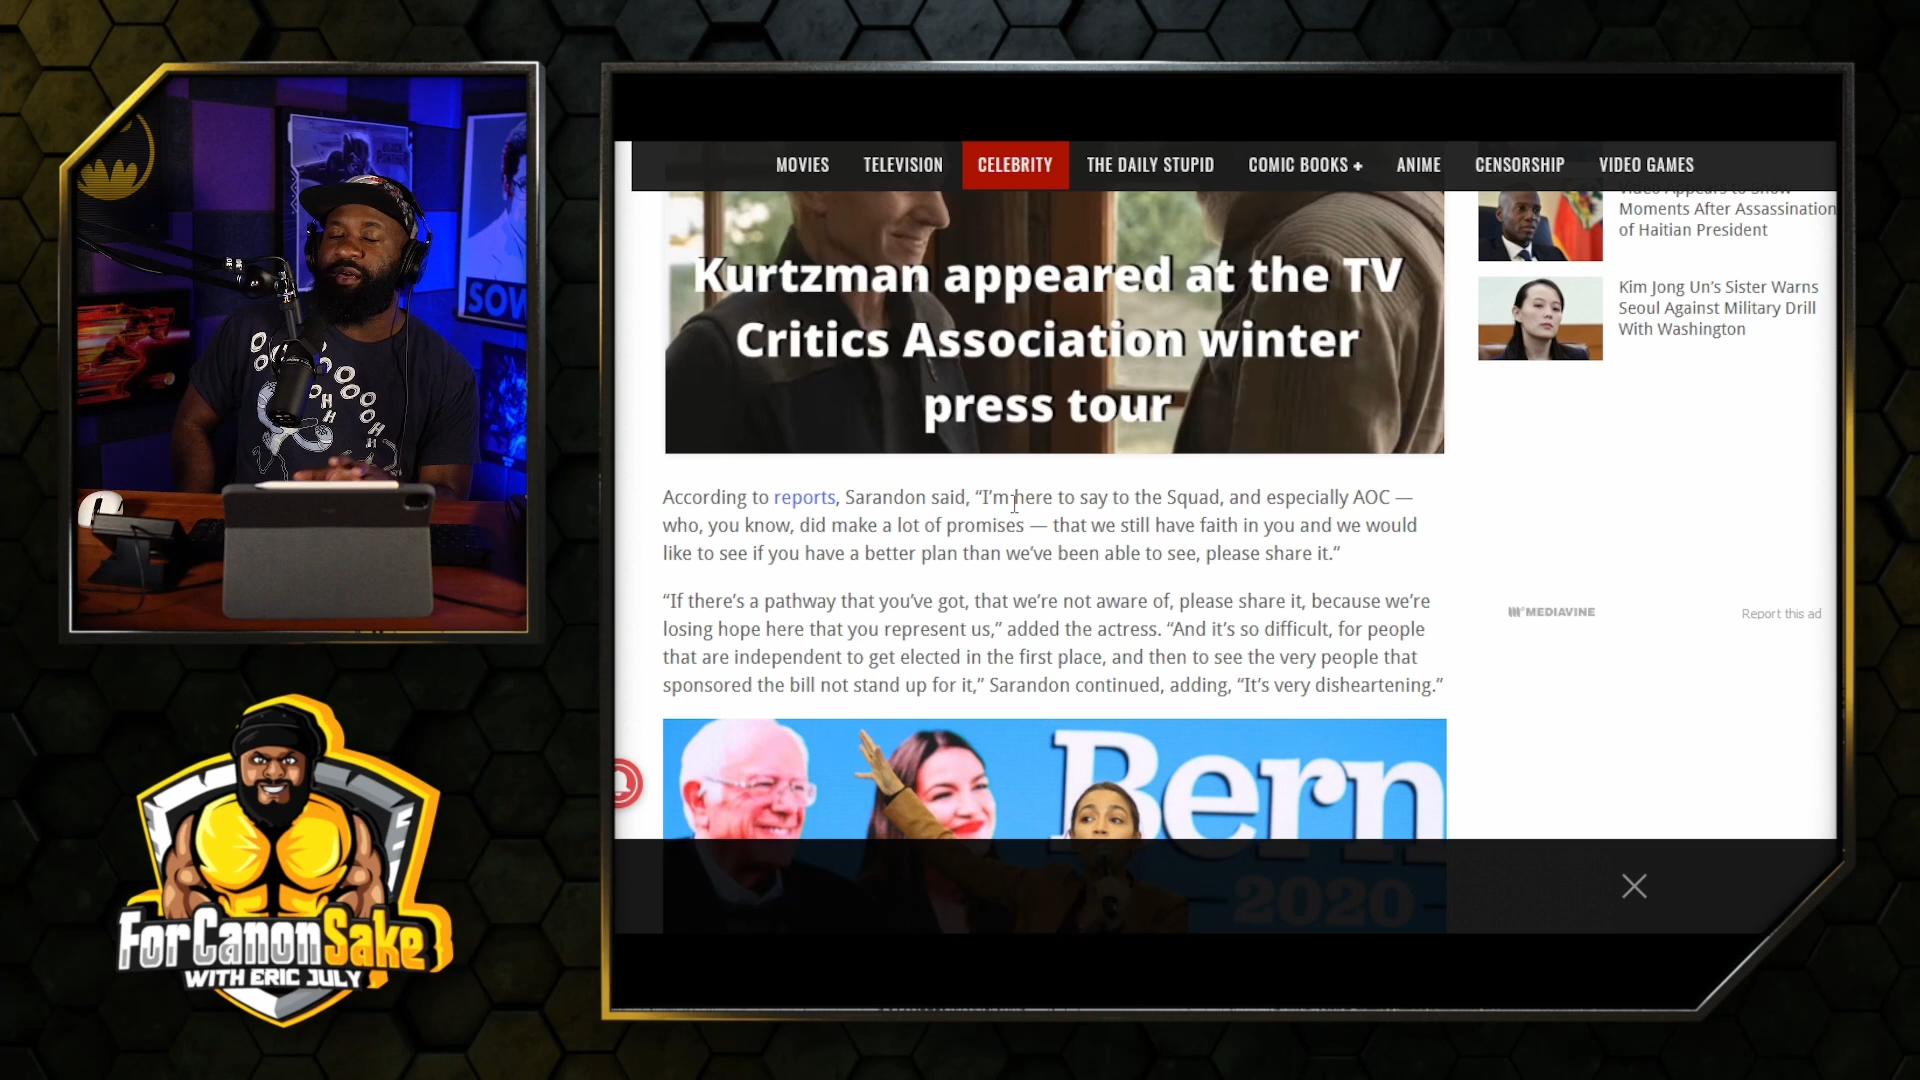 MOVIES TELEVISION CELEBRITY THE DAILY STUPID COMIC BOOKS + ANIME CENSORSHIP VIDEO GAMES
Kurtzman appeared at the TV
Critics Association winter
press tour
According to reports, Sarandon said, “I’m here to say to the Squad, and especially AOC —
who, you know, did make a lot of promises — that we still have faith in you and we would
like to see if you have a better plan than we’ve been able to see, please share it.”
“If there’s a pathway that you’ve got, that we’re not aware of, please share it, because we’re
losing hope here that you represent us,” added the actress. “And it’s so difficult, for people
that are independent to get elected in the first place, and then to see the very people that
sponsored the bill not stand up for it,” Sarandon continued, adding, “It’s very disheartening.”
Bern
2020
Video Appears to Show
Moments After Assassination
of Haitian President
Kim Jong Un’s Sister Warns
Seoul Against Military Drill
With Washington
MEDIAVINE
Report this ad
BLACK
PANTHER
SOW
ForCanonSake
WITH ERIC JULY